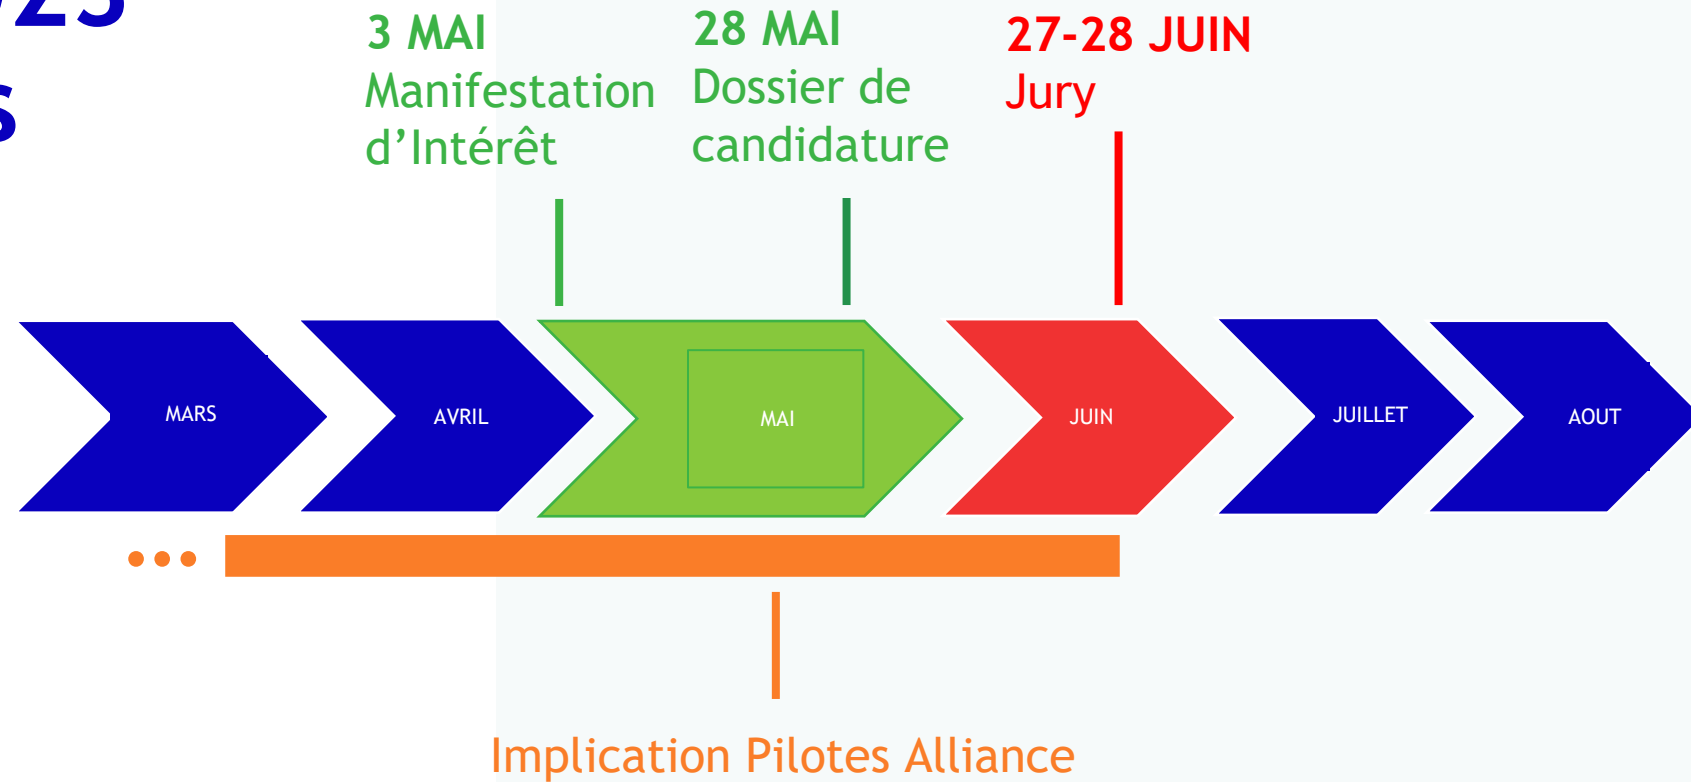 3 MAI
Manifestation
d’Intérêt
28 MAI
Dossier de
candidature
27-28 JUIN
Jury
MARS
AVRIL
MAI
JUIN
JUILLET
AOUT
Implication Pilotes Alliance